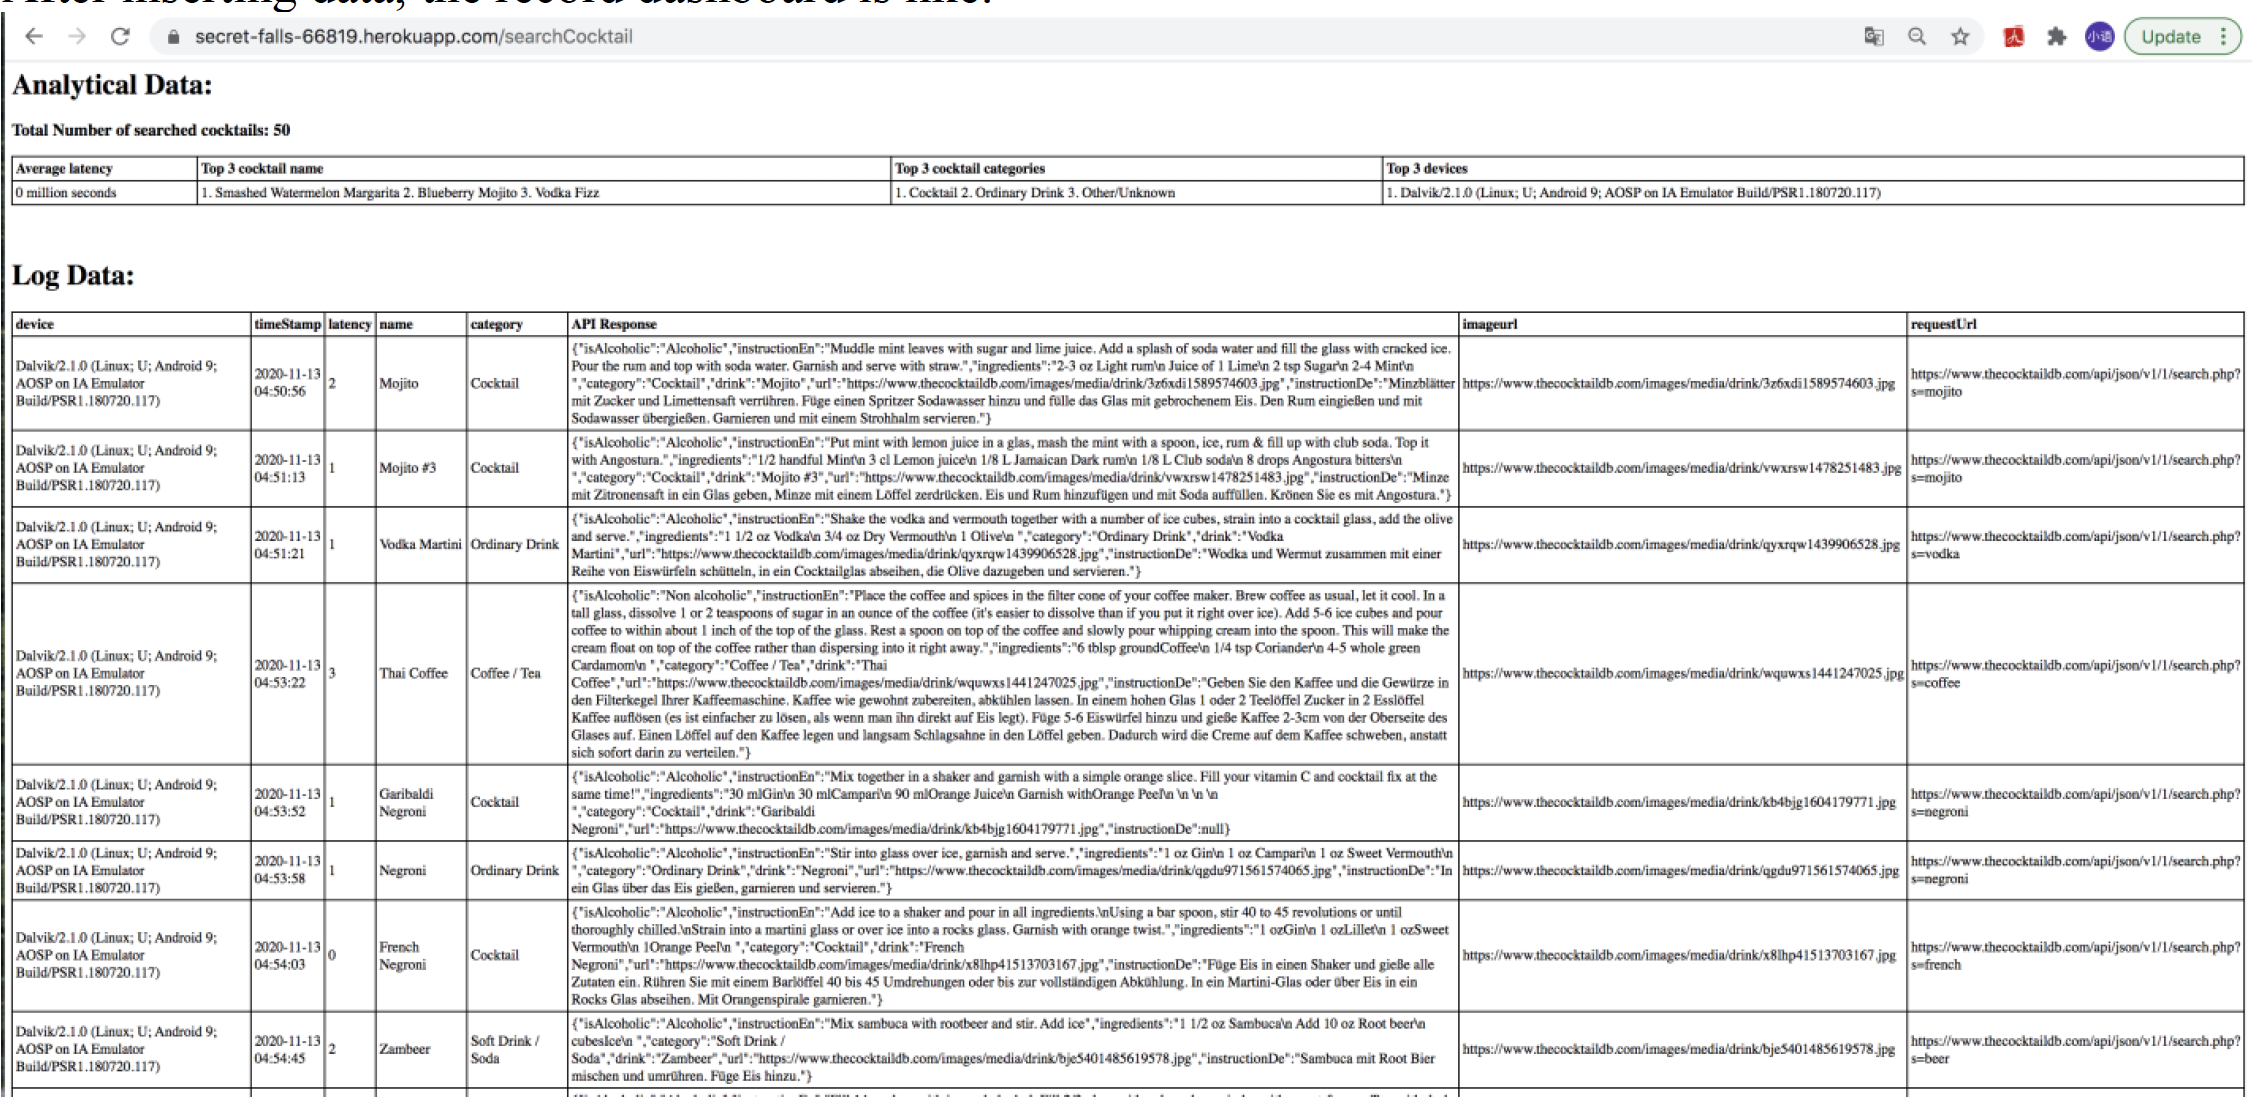 After inserting data, the record dashboard is like:
secret-falls-66819.herokuapp.com/searchCocktail
小语 Update
Analytical Data:
Total Number of searched cocktails: 50
Average latency Top 3 cocktail name Top 3 cocktail categories Top 3 devices
0 million seconds 1. Smashed Watermelon Margarita 2. Blueberry Mojito 3. Vodka Fizz 1. Cocktail 2. Ordinary Drink 3. Other/Unknown 1. Dalvik/2.1.0 (Linux; U; Android 9; AOSP on IA Emulator Build/PSR1.180720.117)
Log Data:
device timeStamp latency name category API Response imageurl requestUrl
Dalvik/2.1.0 (Linux; U; Android 9;
AOSP on IA Emulator
Build/PSR1.180720.117)
2020-11-13
04:50:56
2
Mojito
Cocktail
{"isAlcoholic":"Alcoholic","instructionEn":"Muddle mint leaves with sugar and lime juice. Add a splash of soda water and fill the glass with cracked ice.
Pour the rum and top with soda water. Garnish and serve with straw.","ingredients":"2-3 oz Light rum\n Juice of 1 Lime\n 2 tsp Sugar\n 2-4 Mint\n
","category":"Cocktail","drink":"Mojito","url":"https://www.thecocktaildb.com/images/media/drink/3z6xdi1589574603.jpg","instructionDe":"Minzblätter
mit Zucker und Limettensaft verrühren. Füge einen Spritzer Sodawasser hinzu und fülle das Glas mit gebrochenem Eis. Den Rum eingießen und mit
Sodawasser übergießen. Garnieren und mit einem Strohhalm servieren."}
https://www.thecocktaildb.com/images/media/drink/3z6xdi1589574603.jpg
https://www.thecocktaildb.com/api/json/v1/1/search.php?
s=mojito
Dalvik/2.1.0 (Linux; U; Android 9;
AOSP on IA Emulator
Build/PSR1.180720.117)
2020-11-13
04:51:13
1
Mojito #3
Cocktail
{"isAlcoholic":"Alcoholic","instructionEn":"Put mint with lemon juice in a glas, mash the mint with a spoon, ice, rum & fill up with club soda. Top it
with Angostura.","ingredients":"1/2 handful Mint\n 3 cl Lemon juice\n 1/8 L Jamaican Dark rum\n 1/8 L Club soda\n 8 drops Angostura bitters\n
","category":"Cocktail","drink":"Mojito #3","url":"https://www.thecocktaildb.com/images/media/drink/vwxrsw1478251483.jpg","instructionDe":"Minze
mit Zitronensaft in ein Glas geben, Minze mit einem Löffel zerdrücken. Eis und Rum hinzufügen und mit Soda auffüllen. Krönen Sie es mit Angostura."}
https://www.thecocktaildb.com/images/media/drink/vwxrsw1478251483.jpg
https://www.thecocktaildb.com/api/json/v1/1/search.php?
s=mojito
Dalvik/2.1.0 (Linux; U; Android 9;
AOSP on IA Emulator
Build/PSR1.180720.117)
2020-11-13
04:51:21
1
Vodka Martini
Ordinary Drink
{"isAlcoholic":"Alcoholic","instructionEn":"Shake the vodka and vermouth together with a number of ice cubes, strain into a cocktail glass, add the olive
and serve.","ingredients":"1 1/2 oz Vodka\n 3/4 oz Dry Vermouth\n 1 Olive\n ","category":"Ordinary Drink","drink":"Vodka
Martini","url":"https://www.thecocktaildb.com/images/media/drink/qyxrqw1439906528.jpg","instructionDe":"Wodka und Wermut zusammen mit einer
Reihe von Eiswürfeln schütteln, in ein Cocktailglas abseihen, die Olive dazugeben und servieren."}
https://www.thecocktaildb.com/images/media/drink/qyxrqw1439906528.jpg
https://www.thecocktaildb.com/api/json/v1/1/search.php?
s=vodka
Dalvik/2.1.0 (Linux; U; Android 9;
AOSP on IA Emulator
Build/PSR1.180720.117)
2020-11-13
04:53:22
3
Thai Coffee
Coffee / Tea
{"isAlcoholic":"Non alcoholic","instructionEn":"Place the coffee and spices in the filter cone of your coffee maker. Brew coffee as usual, let it cool. In a
tall glass, dissolve 1 or 2 teaspoons of sugar in an ounce of the coffee (it's easier to dissolve than if you put it right over ice). Add 5-6 ice cubes and pour
coffee to within about 1 inch of the top of the glass. Rest a spoon on top of the coffee and slowly pour whipping cream into the spoon. This will make the
cream float on top of the coffee rather than dispersing into it right away.","ingredients":"6 tblsp groundCoffee\n 1/4 tsp Coriander\n 4-5 whole green
Cardamom\n ","category":"Coffee / Tea","drink":"Thai
Coffee","url":"https://www.thecocktaildb.com/images/media/drink/wquwxs1441247025.jpg","instructionDe":"Geben Sie den Kaffee und die Gewürze in
den Filterkegel Ihrer Kaffeemaschine. Kaffee wie gewohnt zubereiten, abkühlen lassen. In einem hohen Glas 1 oder 2 Teelöffel Zucker in 2 Esslöffel
Kaffee auflösen (es ist einfacher zu lösen, als wenn man ihn direkt auf Eis legt). Füge 5-6 Eiswürfel hinzu und gieße Kaffee 2-3cm von der Oberseite des
Glases auf. Einen Löffel auf den Kaffee legen und langsam Schlagsahne in den Löffel geben. Dadurch wird die Creme auf dem Kaffee schweben, anstatt
sich sofort darin zu verteilen."}
https://www.thecocktaildb.com/images/media/drink/wquwxs1441247025.jpg
https://www.thecocktaildb.com/api/json/v1/1/search.php?
s=coffee
Dalvik/2.1.0 (Linux; U; Android 9;
AOSP on IA Emulator
Build/PSR1.180720.117)
2020-11-13
04:53:52
1
Garibaldi
Negroni
Cocktail
{"isAlcoholic":"Alcoholic","instructionEn":"Mix together in a shaker and garnish with a simple orange slice. Fill your vitamin C and cocktail fix at the
same time!","ingredients":"30 mlGin\n 30 mlCampari\n 90 mlOrange Juice\n Garnish withOrange Peel\n \n \n \n
","category":"Cocktail","drink":"Garibaldi
Negroni","url":"https://www.thecocktaildb.com/images/media/drink/kb4bjg1604179771.jpg","instructionDe":null}
https://www.thecocktaildb.com/images/media/drink/kb4bjg1604179771.jpg
https://www.thecocktaildb.com/api/json/v1/1/search.php?
s=negroni
Dalvik/2.1.0 (Linux; U; Android 9;
AOSP on IA Emulator
Build/PSR1.180720.117)
2020-11-13
04:53:58
1
Negroni
Ordinary Drink
{"isAlcoholic":"Alcoholic","instructionEn":"Stir into glass over ice, garnish and serve.","ingredients":"1 oz Gin\n 1 oz Campari\n 1 oz Sweet Vermouth\n
","category":"Ordinary Drink","drink":"Negroni","url":"https://www.thecocktaildb.com/images/media/drink/qgdu971561574065.jpg","instructionDe":"In
ein Glas über das Eis gießen, garnieren und servieren."}
https://www.thecocktaildb.com/images/media/drink/qgdu971561574065.jpg
https://www.thecocktaildb.com/api/json/v1/1/search.php?
s=negroni
Dalvik/2.1.0 (Linux; U; Android 9;
AOSP on IA Emulator
Build/PSR1.180720.117)
2020-11-13
04:54:03
0
French
Negroni
Cocktail
{"isAlcoholic":"Alcoholic","instructionEn":"Add ice to a shaker and pour in all ingredients.\nUsing a bar spoon, stir 40 to 45 revolutions or until
thoroughly chilled.\nStrain into a martini glass or over ice into a rocks glass. Garnish with orange twist.","ingredients":"1 ozGin\n 1 ozLillet\n 1 ozSweet
Vermouth\n 1Orange Peel\n ","category":"Cocktail","drink":"French
Negroni","url":"https://www.thecocktaildb.com/images/media/drink/x8lhp41513703167.jpg","instructionDe":"Füge Eis in einen Shaker und gieße alle
Zutaten ein. Rühren Sie mit einem Barlöffel 40 bis 45 Umdrehungen oder bis zur vollständigen Abkühlung. In ein Martini-Glas oder über Eis in ein
Rocks Glas abseihen. Mit Orangenspirale garnieren."}
https://www.thecocktaildb.com/images/media/drink/x8lhp41513703167.jpg
https://www.thecocktaildb.com/api/json/v1/1/search.php?
s=french
Dalvik/2.1.0 (Linux; U; Android 9;
AOSP on IA Emulator
Build/PSR1.180720.117)
2020-11-13
04:54:45
2
Zambeer
Soft Drink /
Soda
{"isAlcoholic":"Alcoholic","instructionEn":"Mix sambuca with rootbeer and stir. Add ice","ingredients":"1 1/2 oz Sambuca\n Add 10 oz Root beer\n
cubesIce\n ","category":"Soft Drink /
Soda","drink":"Zambeer","url":"https://www.thecocktaildb.com/images/media/drink/bje5401485619578.jpg","instructionDe":"Sambuca mit Root Bier
mischen und umrühren. Füge Eis hinzu."}
https://www.thecocktaildb.com/images/media/drink/bje5401485619578.jpg
https://www.thecocktaildb.com/api/json/v1/1/search.php?
s=beer